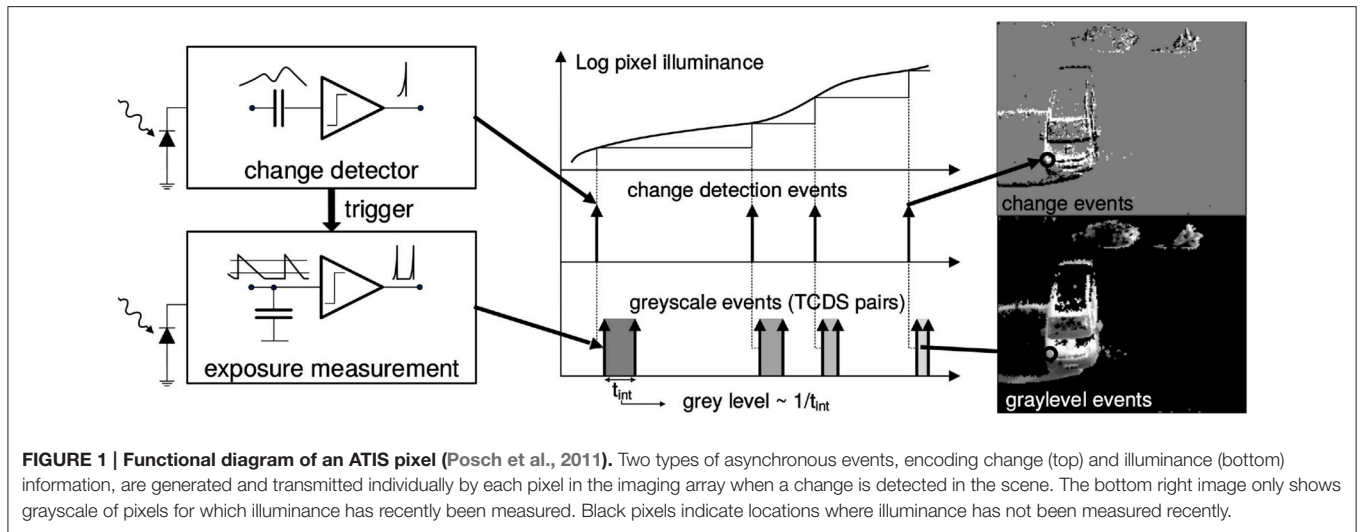 change detector
trigger
exposure measurement
Log pixel illuminance
change detection events
greyscale events (TCDS pairs)
t_int
grey level ~ 1/t_int
change events
graylevel events
FIGURE 1 | Functional diagram of an ATIS pixel (Posch et al., 2011). Two types of asynchronous events, encoding change (top) and illuminance (bottom)
information, are generated and transmitted individually by each pixel in the imaging array when a change is detected in the scene. The bottom right image only shows
grayscale of pixels for which illuminance has recently been measured. Black pixels indicate locations where illuminance has not been measured recently.